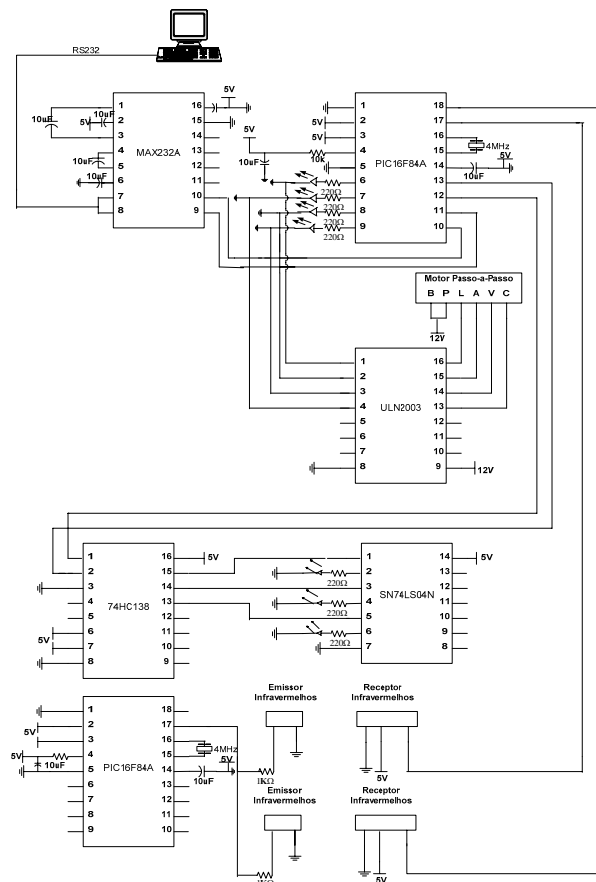 RS232
5V
10uF
5V
10uF
10uF
10uF
1
2
3
4
5
6
7
8
MAX232A
16
15
14
13
12
11
10
9
5V
5V
5V
5V
10k
10uF
220Ω
220Ω
220Ω
220Ω
1
2
3
4
5
6
7
8
9
PIC16F84A
18
17
16
15
14
13
12
11
10
4MHz
5V
10uF
Motor Passo-a-Passo
B P L A V C
12V
1
2
3
4
5
6
7
8
ULN2003
16
15
14
13
12
11
10
9
12V
1
2
3
4
5
6
7
8
5V
74HC138
16
15
14
13
12
11
10
9
5V
220Ω
220Ω
220Ω
1
2
3
4
5
6
7
SN74LS04N
14
13
12
11
10
9
8
5V
5V
5V
10uF
1
2
3
4
5
6
7
8
9
PIC16F84A
18
17
16
15
14
13
12
11
10
4MHz
5V
10uF
Emissor
Infravermelhos
1KΩ
Receptor
Infravermelhos
5V
Emissor
Infravermelhos
1KΩ
Receptor
Infravermelhos
5V